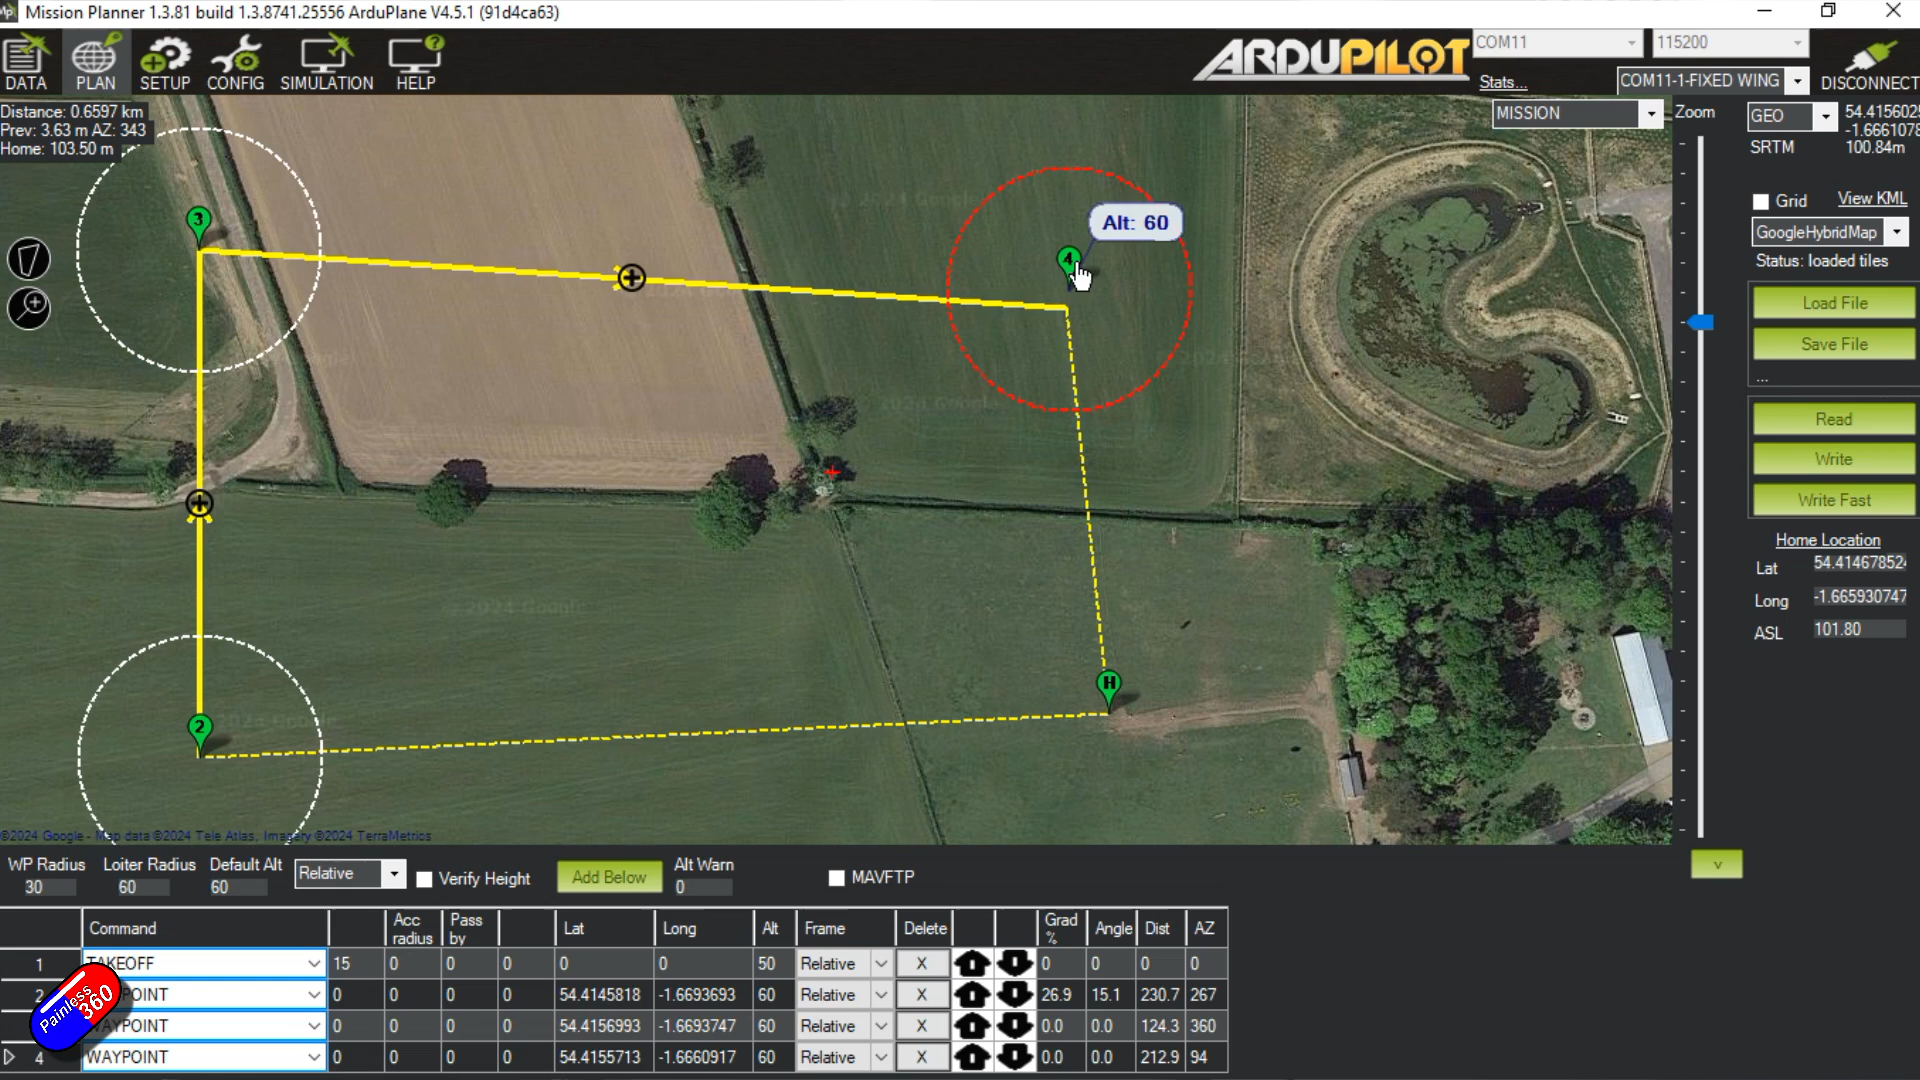 Mission Planner 1.3.81 build 1.3.8741.25556 ArduPlane V4.5.1 (91d4ca63)
DATA PLAN SETUP CONFIG SIMULATION HELP
ARDUPILOT
COM11 115200
Stats... COM11-1-FIXED WING DISCONNECT
Distance: 0.6597 km
Prev: 3.63 m AZ: 343
Home: 103.50 m
MISSION
Zoom
GEO 54.4156025
-1.6661078
SRTM 100.84m
Grid View KML
GoogleHybridMap
Status: loaded tiles
Load File
Save File
...
Read
Write
Write Fast
Home Location
Lat 54.414678524
Long -1.665930747
ASL 101.80
3
Alt: 60
4
H
2
©2024 Google - Map data ©2024 Tele Atlas, Imagery ©2024 TerraMetrics
WP Radius Loiter Radius Default Alt Alt Warn
30 60 60 Relative Verify Height Add Below 0 MAVFTP
v
Command Acc radius Pass by Lat Long Alt Frame Delete Grad % Angle Dist AZ
1 TAKEOFF 15 0 0 0 0 0 50 Relative X 0 0 0 0
2 POINT 0 0 0 0 54.4145818 -1.6693693 60 Relative X 26.9 15.1 230.7 267
WAYPOINT 0 0 0 0 54.4156993 -1.6693747 60 Relative X 0.0 0.0 124.3 360
4 WAYPOINT 0 0 0 0 54.4155713 -1.6660917 60 Relative X 0.0 0.0 212.9 94
Painless 360